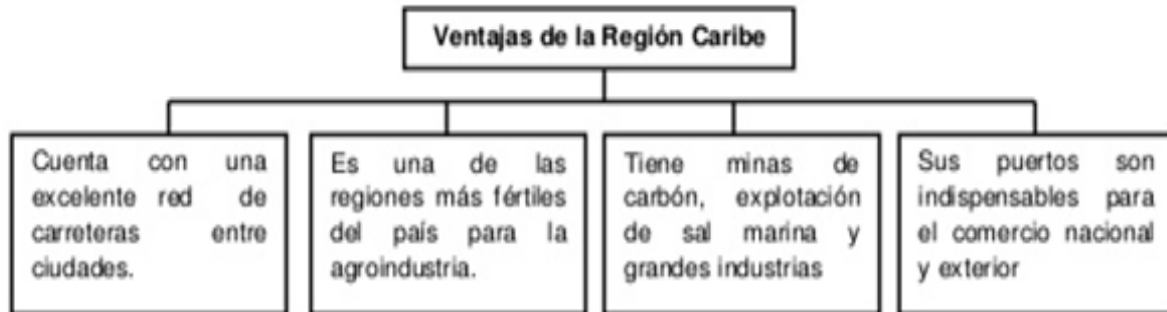 Ventajas de la Región Caribe
Cuenta con una
excelente red de
carreteras entre
ciudades.
Es una de las
regiones más fértiles
del país para la
agroindustria.
Tiene minas de
carbón, explotación
de sal marina y
grandes industrias
Sus puertos son
indispensables para
el comercio nacional
y exterior